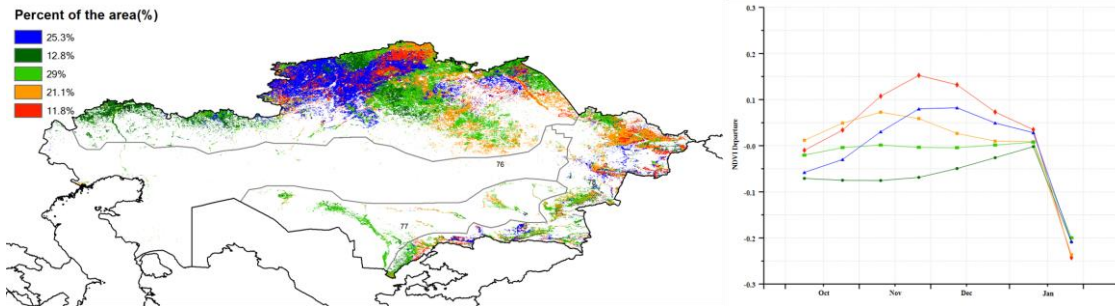 Percent of the area(%)
25.3%
12.8%
29%
21.1%
11.8%
76
77
0.3
0.2
0.1
-0.0
-0.1
-0.2
-0.3
NDVI Departure
Oct
Nov
Dec
Jan